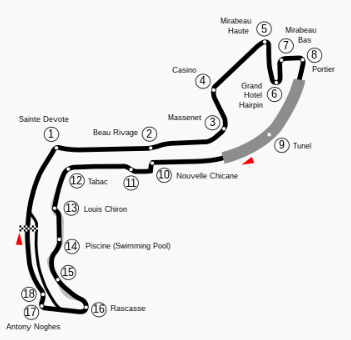 Mirabeau
Haute
5
Mirabeau
Bas
7
8
Portier
Casino
4
Grand
Hotel
Hairpin
6
Massenet
3
Sainte Devote
1
Beau Rivage
2
9
Tunel
12
Tabac
11
10
Nouvelle Chicane
13
Louis Chiron
14
Piscine (Swimming Pool)
15
18
17
16
Rascasse
Antony Noghes